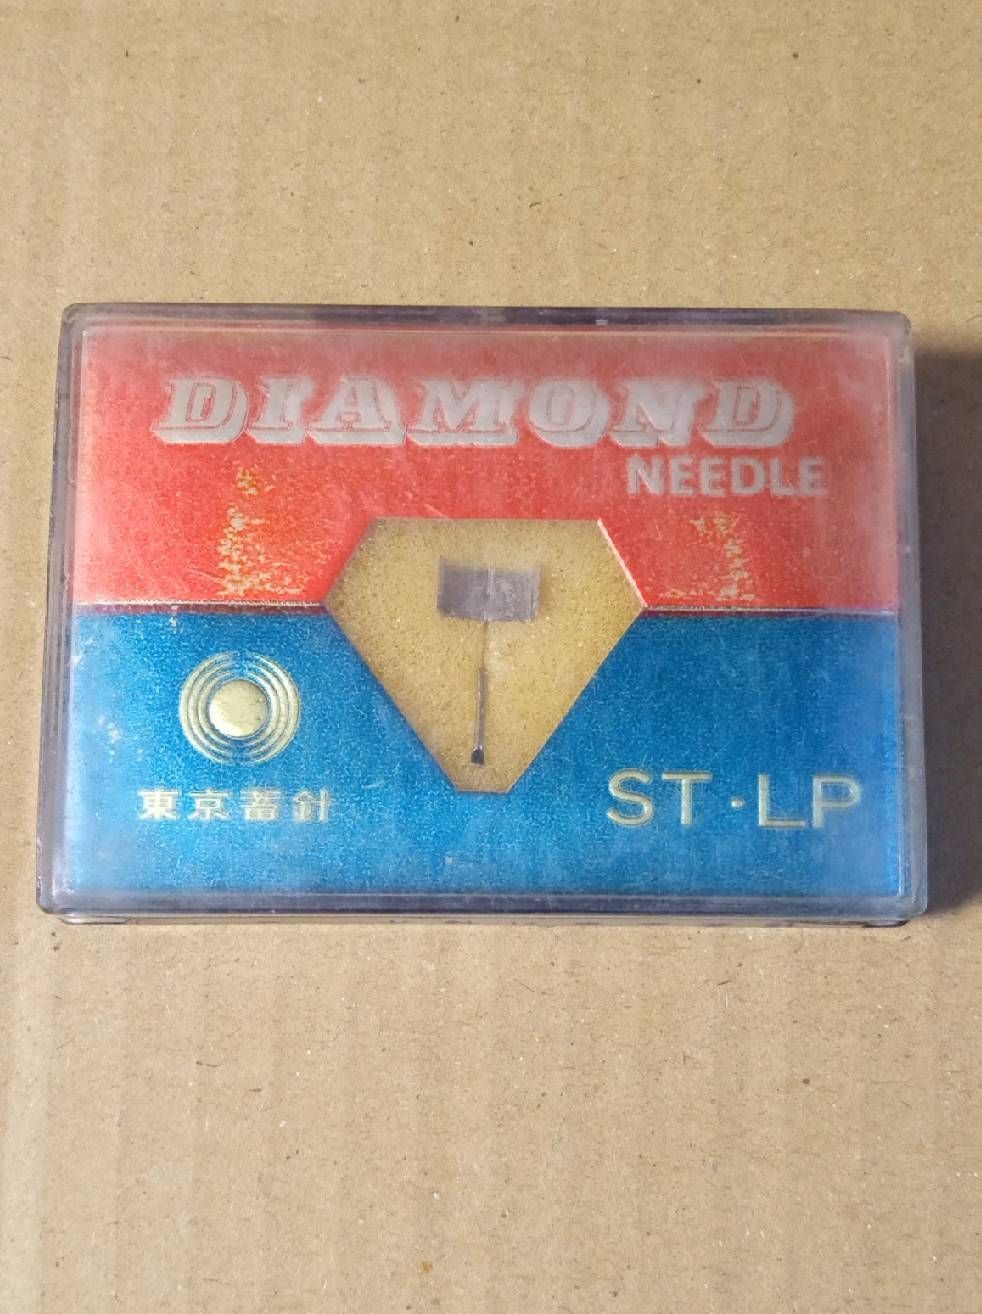 DIAMOND
NEEDLE
東京蓄針
ST·LP